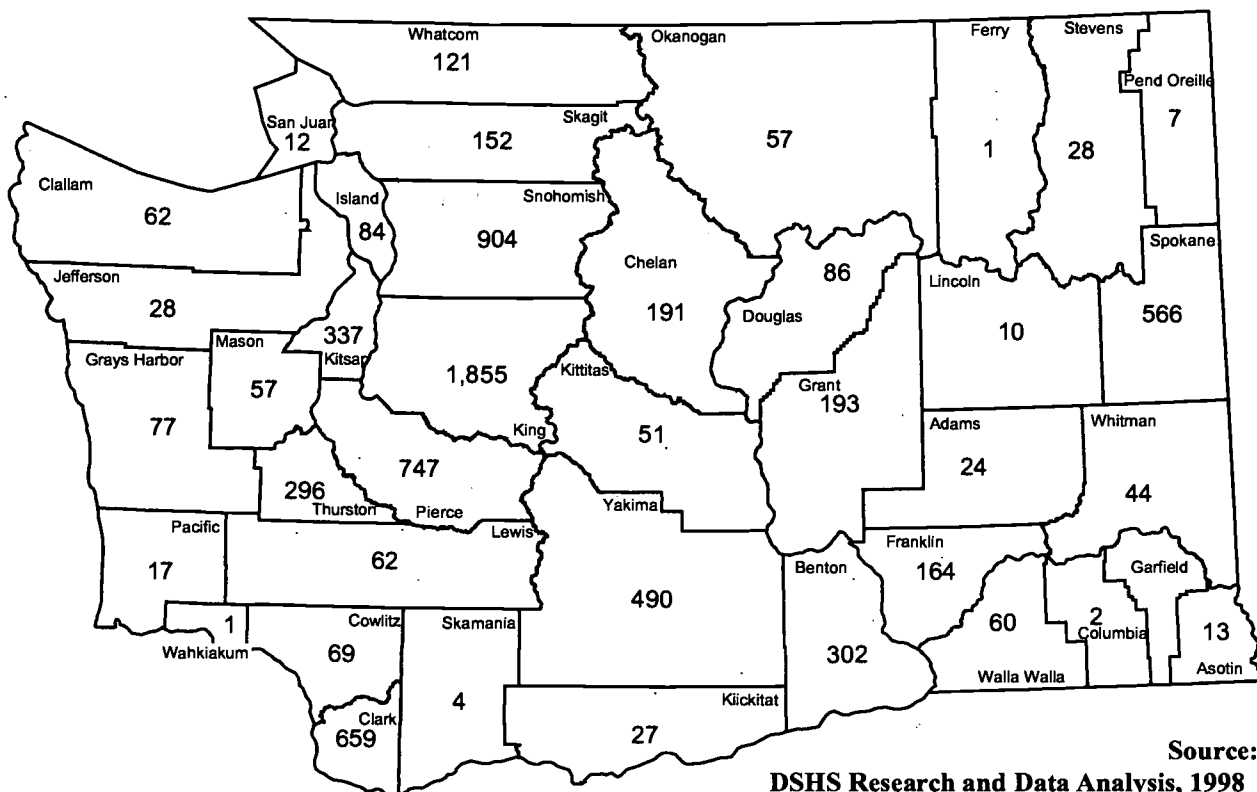 Whatcom
121
Okanogan
57
Ferry
1
Stevens
28
Pend Oreille
7
San Juan
12
Skagit
152
Clallam
62
Island
84
Snohomish
904
Chelan
191
Douglas
86
Lincoln
10
Spokane
566
Jefferson
28
Kitsap
337
Mason
57
Grays Harbor
77
King
1,855
Kittitas
51
Grant
193
Adams
24
Whitman
44
Thurston
296
Pierce
747
Pacific
17
Lewis
62
Yakima
490
Benton
302
Franklin
164
Garfield
Walla Walla
60
Columbia
2
Asotin
13
Wahkiakum
1
Cowlitz
69
Skamania
4
Clark
659
Kiickitat
27
Source:
DSHS Research and Data Analysis, 1998